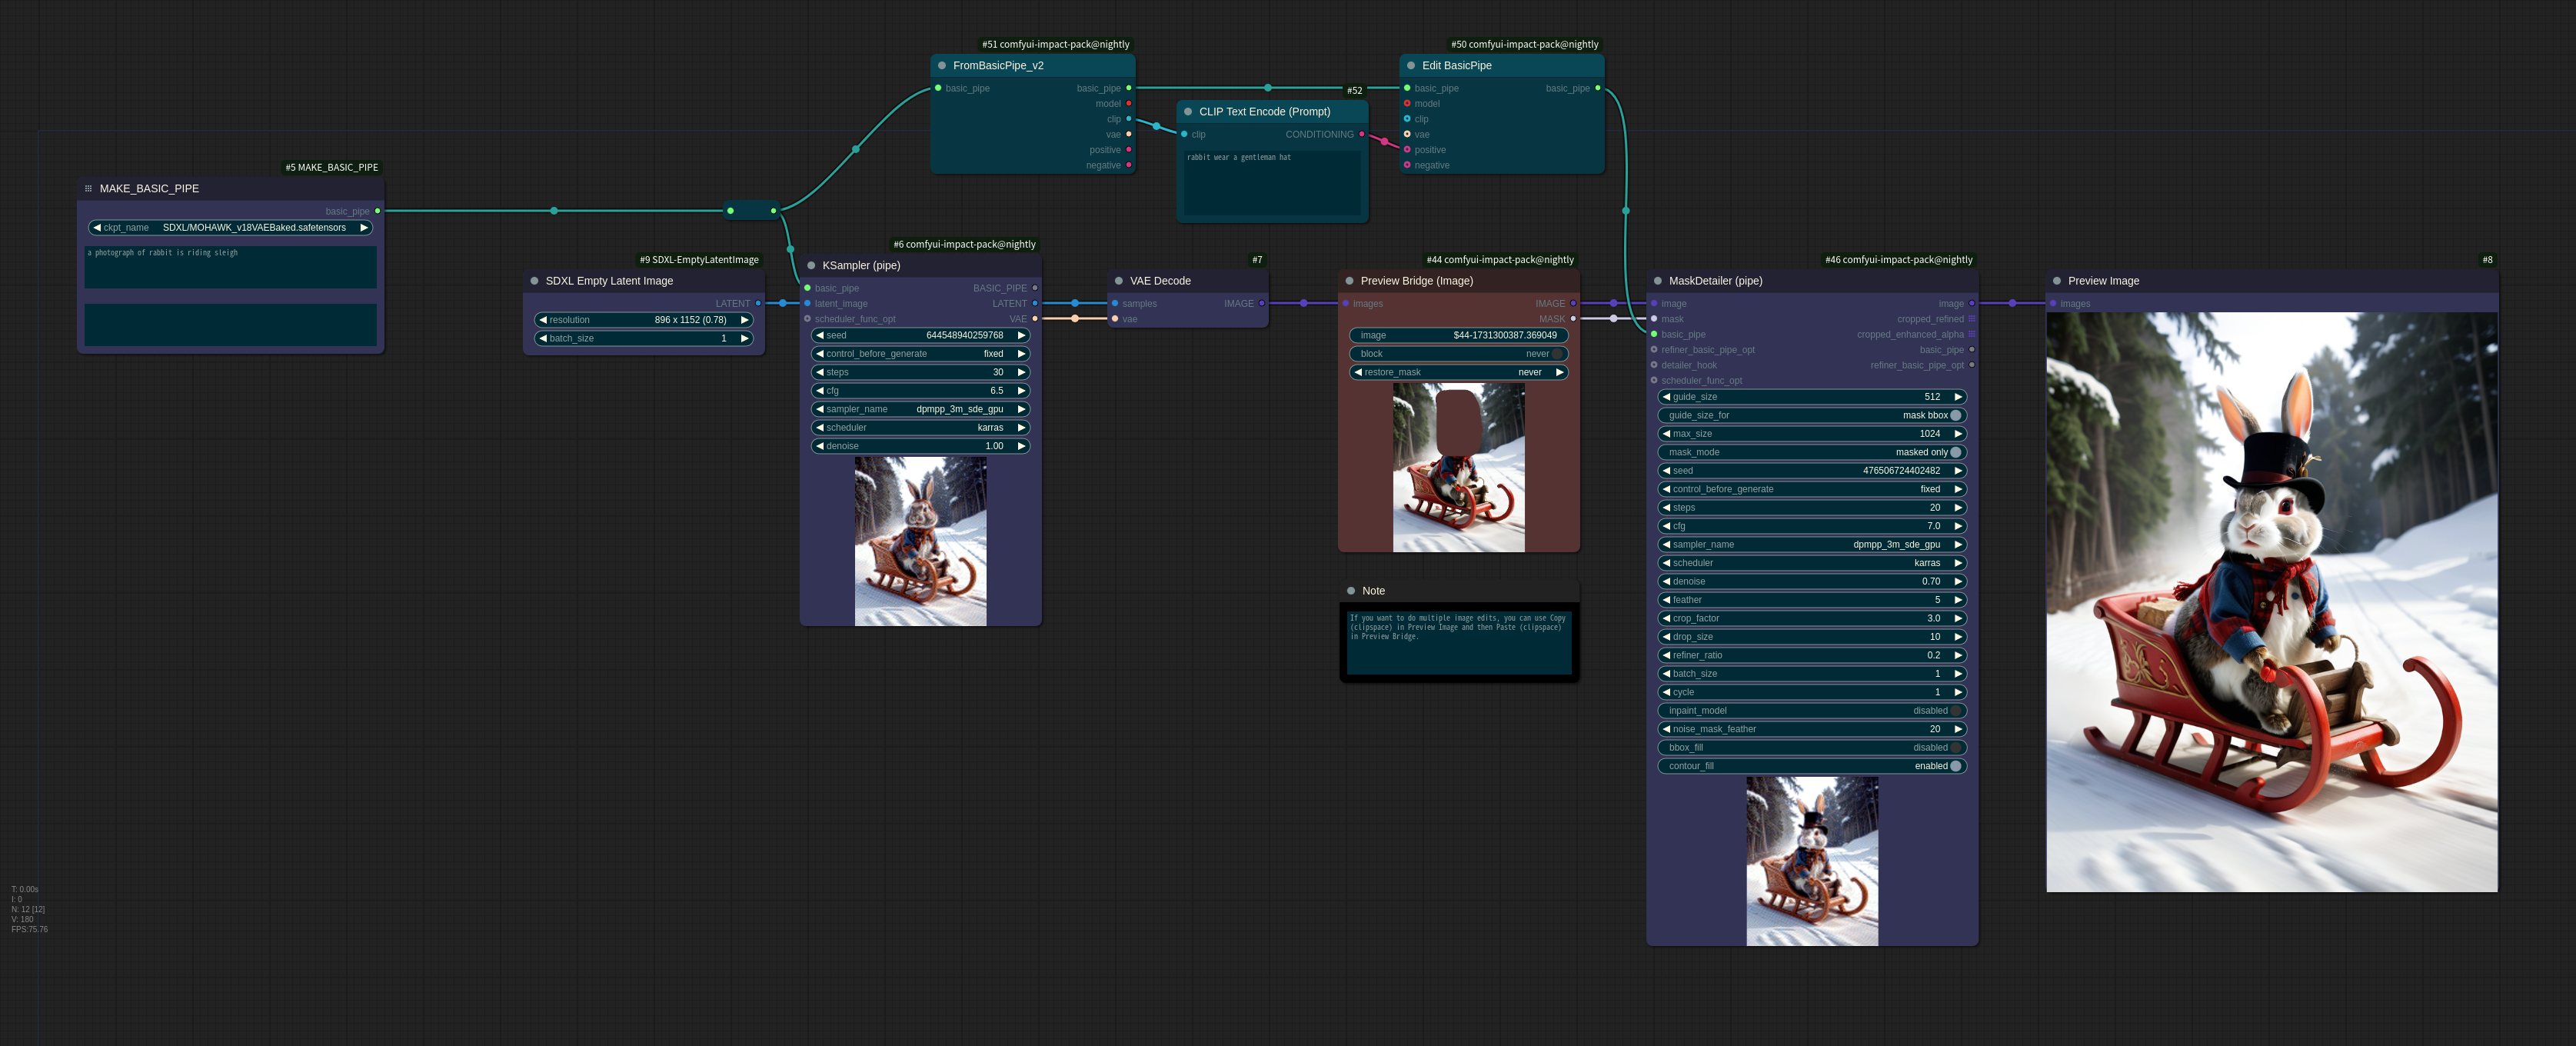 #51 comfyui-impact-pack@nightly
FromBasicPipe_v2
basic_pipe
basic_pipe
model
clip
vae
positive
negative
#52
CLIP Text Encode (Prompt)
clip
CONDITIONING
rabbit wear a gentleman hat
#50 comfyui-impact-pack@nightly
Edit BasicPipe
basic_pipe
basic_pipe
model
clip
vae
positive
negative
#5 MAKE_BASIC_PIPE
MAKE_BASIC_PIPE
basic_pipe
ckpt_name SDXL/MOHAWK_v18VAEBaked.safetensors
a photograph of rabbit is riding sleigh
#9 SDXL-EmptyLatentImage
SDXL Empty Latent Image
LATENT
resolution 896 x 1152 (0.78)
batch_size 1
#6 comfyui-impact-pack@nightly
KSampler (pipe)
basic_pipe BASIC_PIPE
latent_image LATENT
scheduler_func_opt VAE
seed 644548940259768
control_before_generate fixed
steps 30
cfg 6.5
sampler_name dpmpp_3m_sde_gpu
scheduler karras
denoise 1.00
#7
VAE Decode
samples IMAGE
vae
#44 comfyui-impact-pack@nightly
Preview Bridge (Image)
images IMAGE
MASK
image $44-1731300387.369049
block never
restore_mask never
Note
If you want to do multiple image edits, you can use Copy
(clipspace) in Preview Image and then Paste (clipspace)
in Preview Bridge.
#46 comfyui-impact-pack@nightly
MaskDetailer (pipe)
image image
mask cropped_refined
basic_pipe cropped_enhanced_alpha
refiner_basic_pipe_opt basic_pipe
detailer_hook refiner_basic_pipe_opt
scheduler_func_opt
guide_size 512
guide_size_for mask bbox
max_size 1024
mask_mode masked only
seed 476506724402482
control_before_generate fixed
steps 20
cfg 7.0
sampler_name dpmpp_3m_sde_gpu
scheduler karras
denoise 0.70
feather 5
crop_factor 3.0
drop_size 10
refiner_ratio 0.2
batch_size 1
cycle 1
inpaint_model disabled
noise_mask_feather 20
bbox_fill disabled
contour_fill enabled
#8
Preview Image
images
T: 0.00s
I: 0
N: 12 [12]
V: 180
FPS:75.76